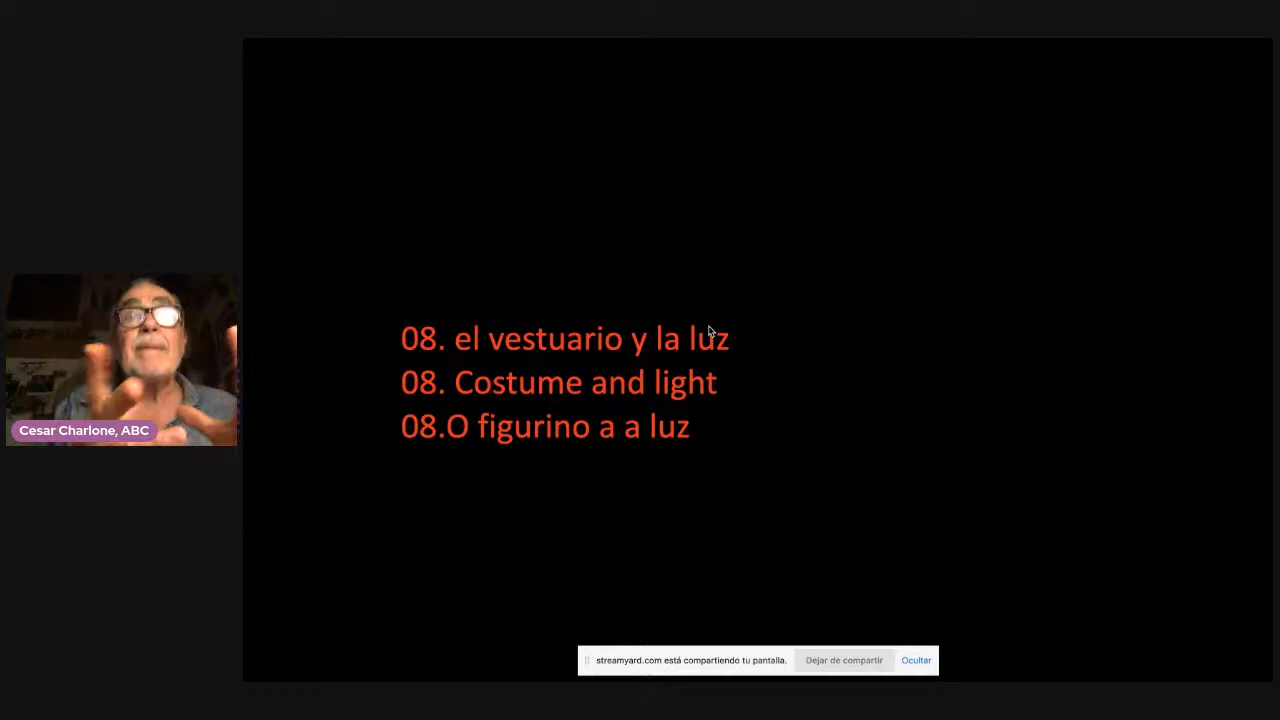 08. el vestuario y la luz
08. Costume and light
08.O figurino a a luz
Cesar Charlone, ABC
streamyard.com está compartiendo tu pantalla. Dejar de compartir Ocultar